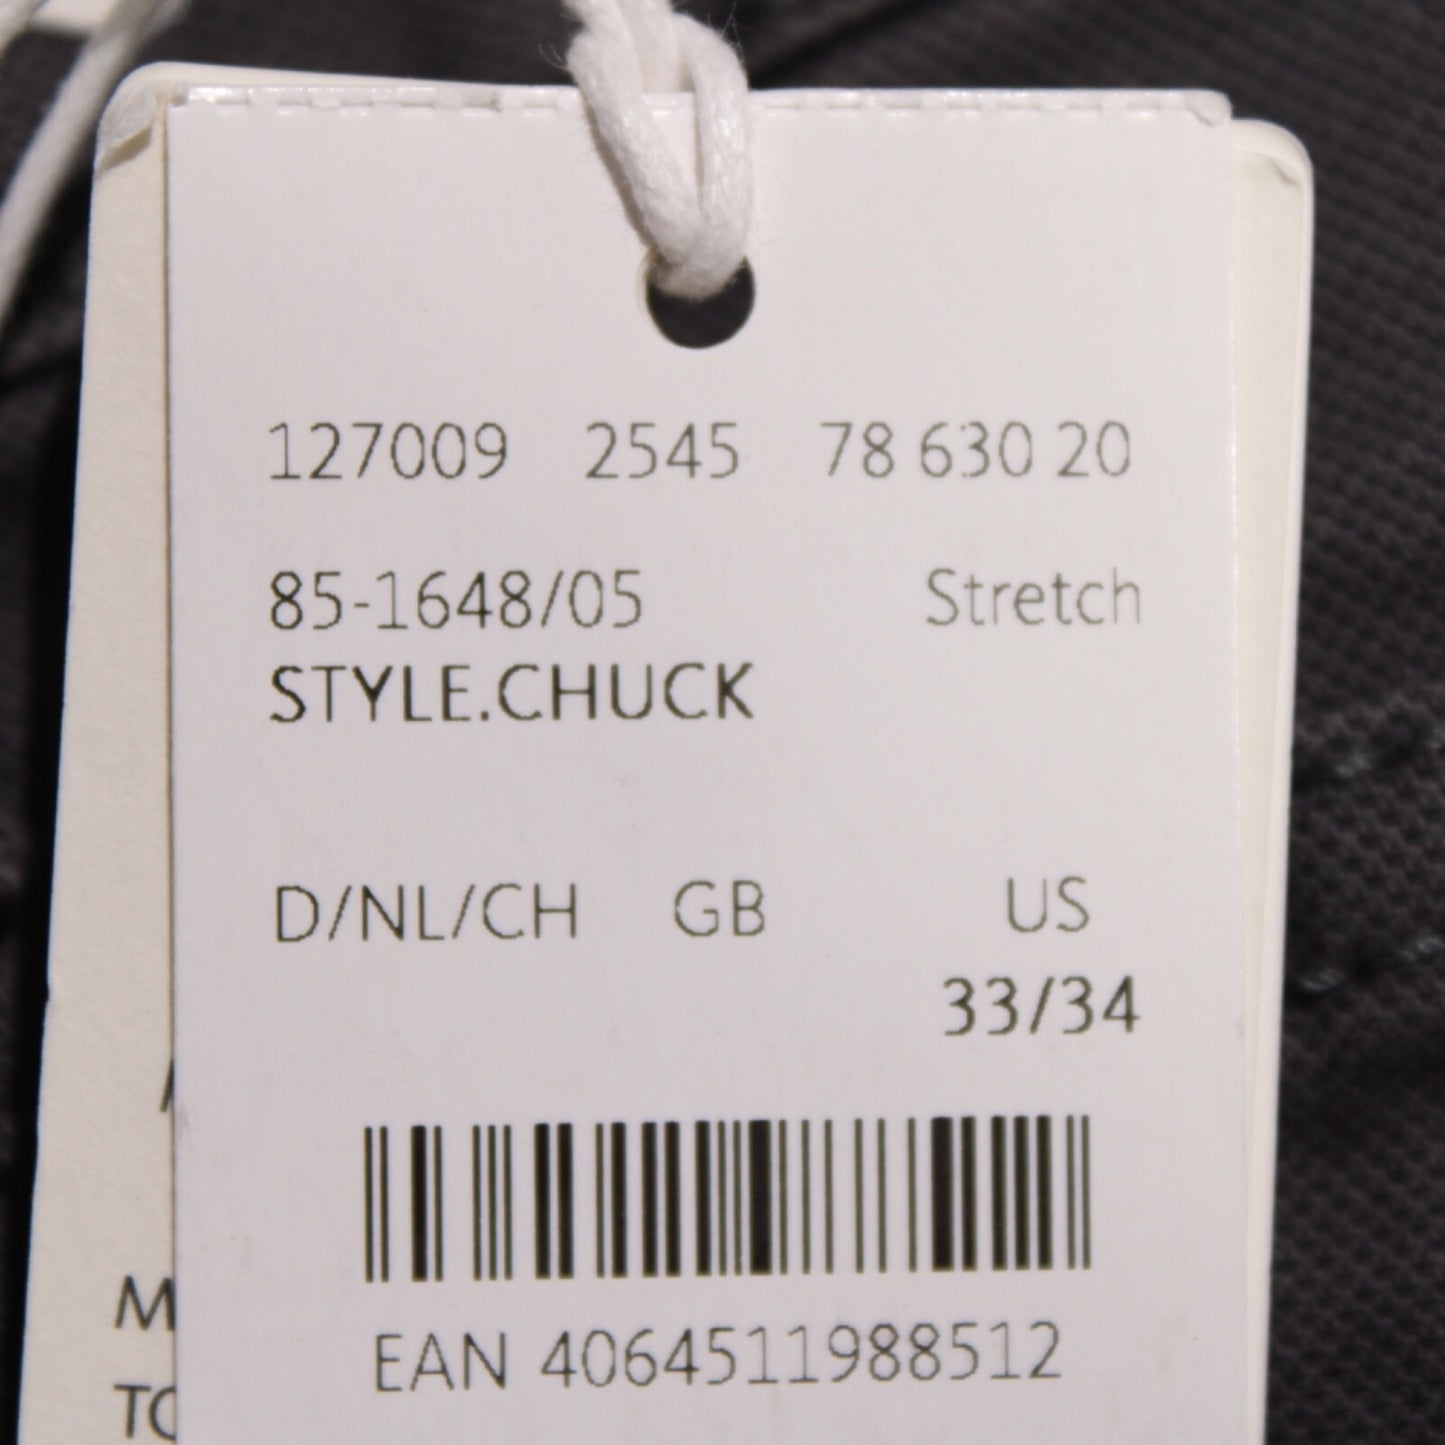 127009 2545 78 630 20
85-1648/05 Stretch
STYLE.CHUCK
D/NL/CH GB US
33/34
EAN 4064511988512